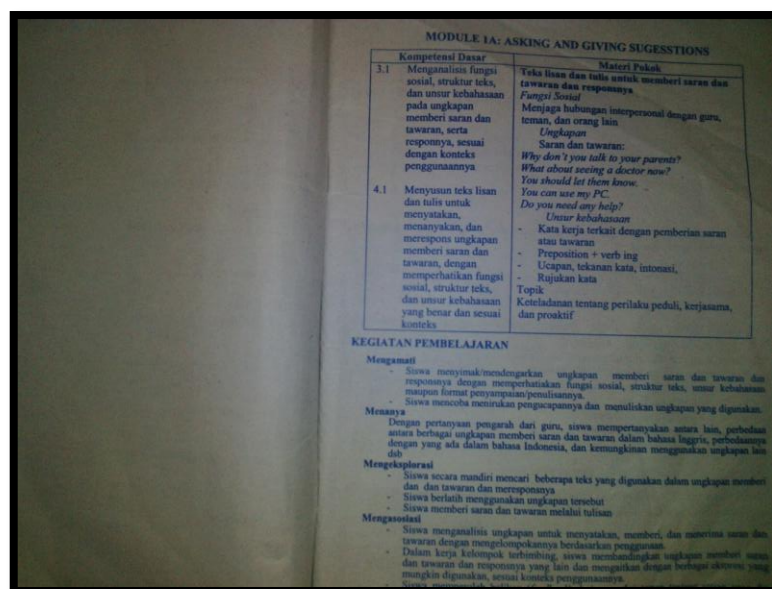 MODULE 1A: ASKING AND GIVING SUGESSTIONS
Kompetensi Dasar
3.1 Menganalisis fungsi
sosial, struktur teks,
dan unsur kebahasaan
pada ungkapan
memberi saran dan
tawaran, serta
responnya, sesuai
dengan konteks
penggunaannya
4.1 Menyusun teks lisan
dan tulis untuk
menyatakan,
menanyakan, dan
merespons ungkapan
memberi saran dan
tawaran, dengan
memperhatikan fungsi
sosial, struktur teks,
dan unsur kebahasaan
yang benar dan sesuai
konteks
Materi Pokok
Teks lisan dan tulis untuk memberi saran dan
tawaran dan responsnya
Fungsi Sosial
Menjaga hubungan interpersonal dengan guru,
teman, dan orang lain
Ungkapan
Saran dan tawaran:
Why don't you talk to your parents?
What about seeing a doctor now?
You should let them know.
You can use my PC.
Do you need any help?
Unsur kebahasaan
- Kata kerja terkait dengan pemberian saran
atau tawaran
- Preposition + verb ing
- Ucapan, tekanan kata, intonasi,
- Rujukan kata
Topik
Keteladanan tentang perilaku peduli, kerjasama,
dan proaktif
KEGIATAN PEMBELAJARAN
Mengamati
- Siswa menyimak/mendengarkan ungkapan memberi saran dan tawaran dan
responsnya dengan memperhatiakan fungsi sosial, struktur teks, unsur kebahasaan
maupun format penyampaian/penulisannya.
- Siswa mencoba menirukan pengucapannya dan menuliskan ungkapan yang digunakan.
Menanya
Dengan pertanyaan pengarah dari guru, siswa mempertanyakan antara lain, perbedaan
antara berbagai ungkapan memberi saran dan tawaran dalam bahasa Inggris, perbedaannya
dengan yang ada dalam bahasa Indonesia, dan kemungkinan menggunakan ungkapan lain
dsb
Mengeksplorasi
- Siswa secara mandiri mencari beberapa teks yang digunakan dalam ungkapan memberi
dan dan tawaran dan meresponsnya
- Siswa berlatih menggunakan ungkapan tersebut
- Siswa memberi saran dan tawaran melalui tulisan
Mengasosiasi
- Siswa menganalisis ungkapan untuk menyatakan, memberi, dan menerima saran dan
tawaran dengan mengelompokannya berdasarkan penggunaan.
- Dalam kerja kelompok terbimbing, siswa membandingkat ungkapan memberi saran
dan tawaran dan responsnya yang lain dan mengaitkan dengan berbagai ekspresi yang
mungkin digunakan, sesuai konteks penggunaannya.